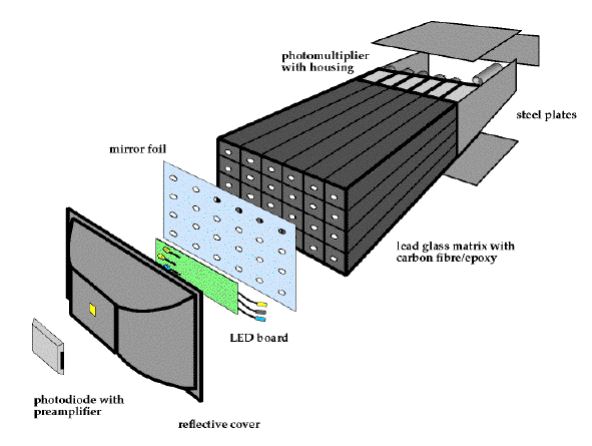 photomultiplier
with housing
steel plates
mirror foil
lead glass matrix with
carbon fibre/epoxy
LED board
photodiode with
preamplifier
reflective cover